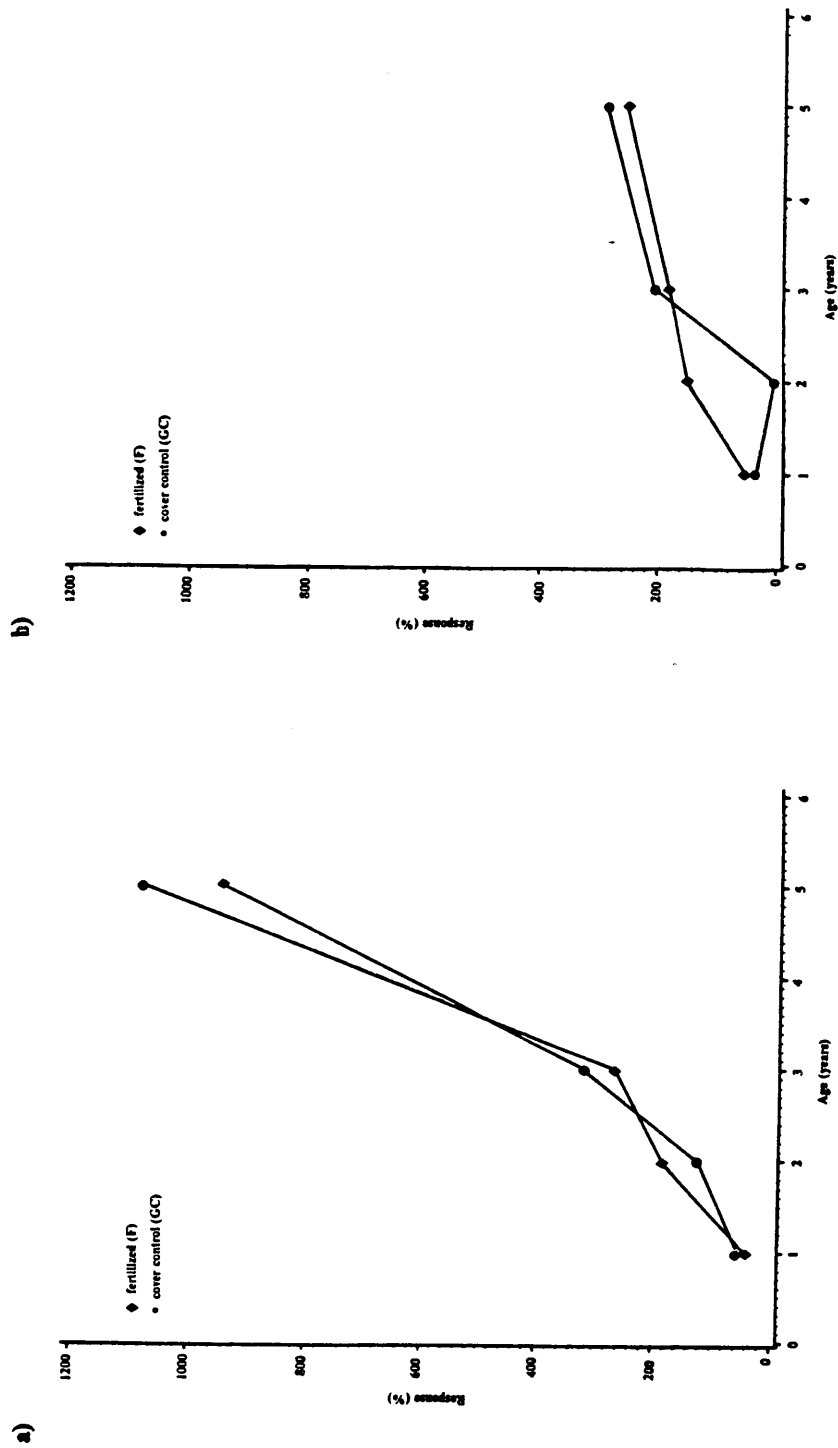 a)
1200
1000
800
600
400
200
0
Response (%)
◆ fertilized (F)
• cover control (GC)
0 1 2 3 4 5 6
Age (years)
b)
1200
1000
800
600
400
200
0
Response (%)
◆ fertilized (F)
• cover control (GC)
0 1 2 3 4 5 6
Age (years)